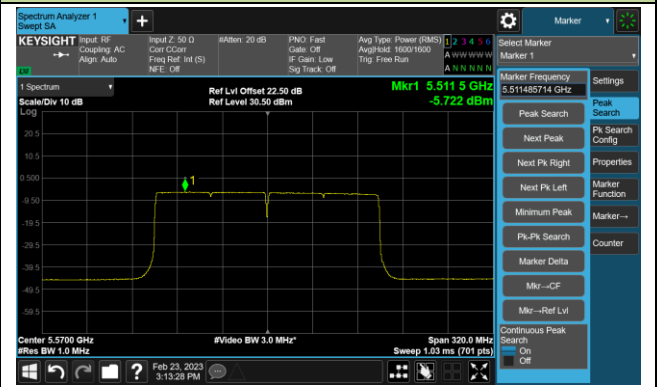 Spectrum Analyzer 1
Swept SA
Marker
KEYSIGHT
Input: RF
Coupling: AC
Align: Auto
Input Z: 50 Ω
Corr CCorr
Freq Ref: Int (S)
NFE: Off
#Atten: 20 dB
PNO: Fast
Gate: Off
IF Gain: Low
Sig Track: Off
Avg Type: Power (RMS)
Avg|Hold: 1600/1600
Trig: Free Run
1 2 3 4 5 6
A W W W W W
A N N N N N
Select Marker
Marker 1
1 Spectrum
Scale/Div 10 dB
Log
Ref Lvl Offset 22.50 dB
Ref Level 30.50 dBm
Mkr1 5.511 5 GHz
-5.722 dBm
20.5
10.5
0.500
-9.50
-19.5
-29.5
-39.5
-49.5
-59.5
1
Center 5.5700 GHz
#Res BW 1.0 MHz
#Video BW 3.0 MHz*
Span 320.0 MHz
Sweep 1.03 ms (701 pts)
Marker Frequency
5.511485714 GHz
Peak Search
Next Peak
Next Pk Right
Next Pk Left
Minimum Peak
Pk-Pk Search
Marker Delta
Mkr→CF
Mkr→Ref Lvl
Continuous Peak
Search
On
Off
Settings
Peak
Search
Pk Search
Config
Properties
Marker
Function
Marker→
Counter
?
Feb 23, 2023
3:13:28 PM